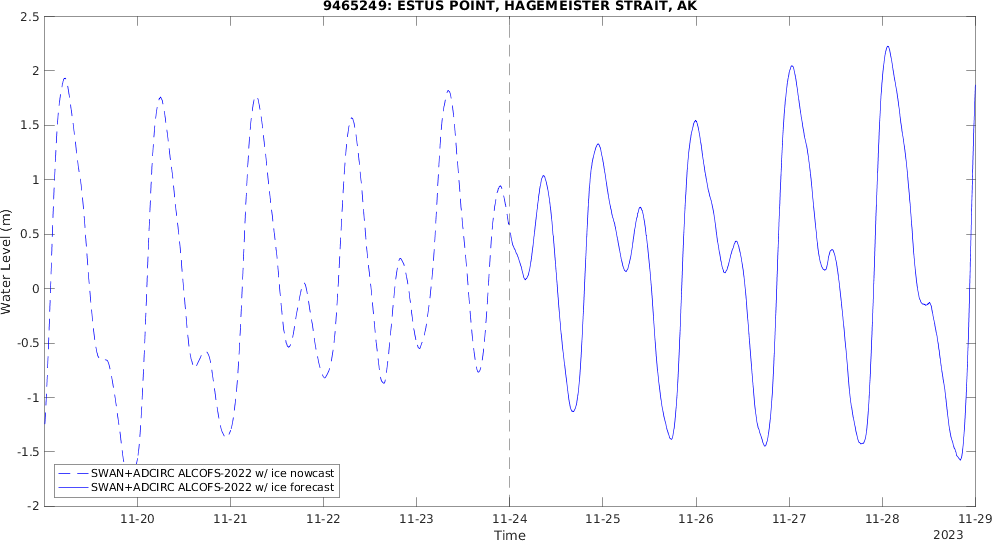 9465249: ESTUS POINT, HAGEMEISTER STRAIT, AK
2.5
2
1.5
1
0.5
0
-0.5
-1
-1.5
-2
Water Level (m)
SWAN+ADCIRC ALCOFS-2022 w/ ice nowcast
SWAN+ADCIRC ALCOFS-2022 w/ ice forecast
11-20 11-21 11-22 11-23 11-24 11-25 11-26 11-27 11-28 11-29
Time
2023